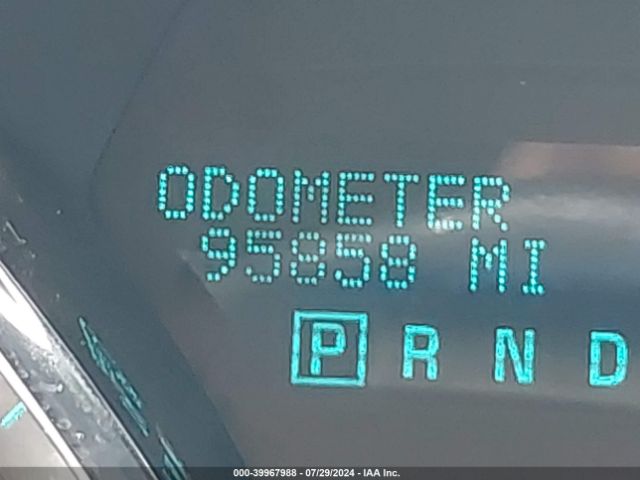 ODOMETER
95858 MI
P R N D
000-39967988 - 07/29/2024 - IAA Inc.